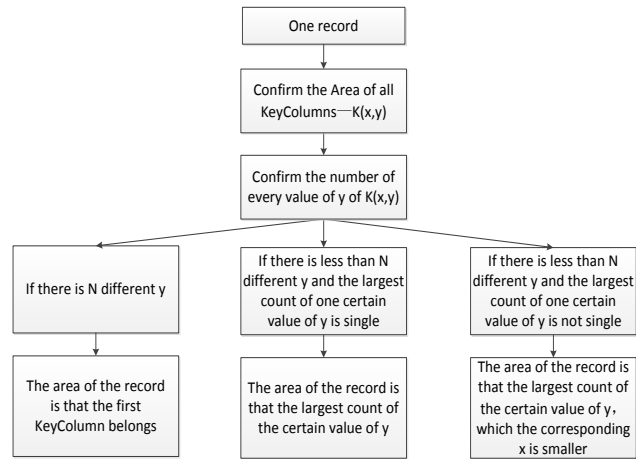 One record
Confirm the Area of all
KeyColumns—K(x,y)
Confirm the number of
every value of y of K(x,y)
If there is N different y
If there is less than N
different y and the largest
count of one certain
value of y is single
If there is less than N
different y and the largest
count of one certain
value of y is not single
The area of the record
is that the first
KeyColumn belongs
The area of the record is
that the largest count of
the certain value of y
The area of the record is
that the largest count of
the certain value of y,
which the corresponding
x is smaller